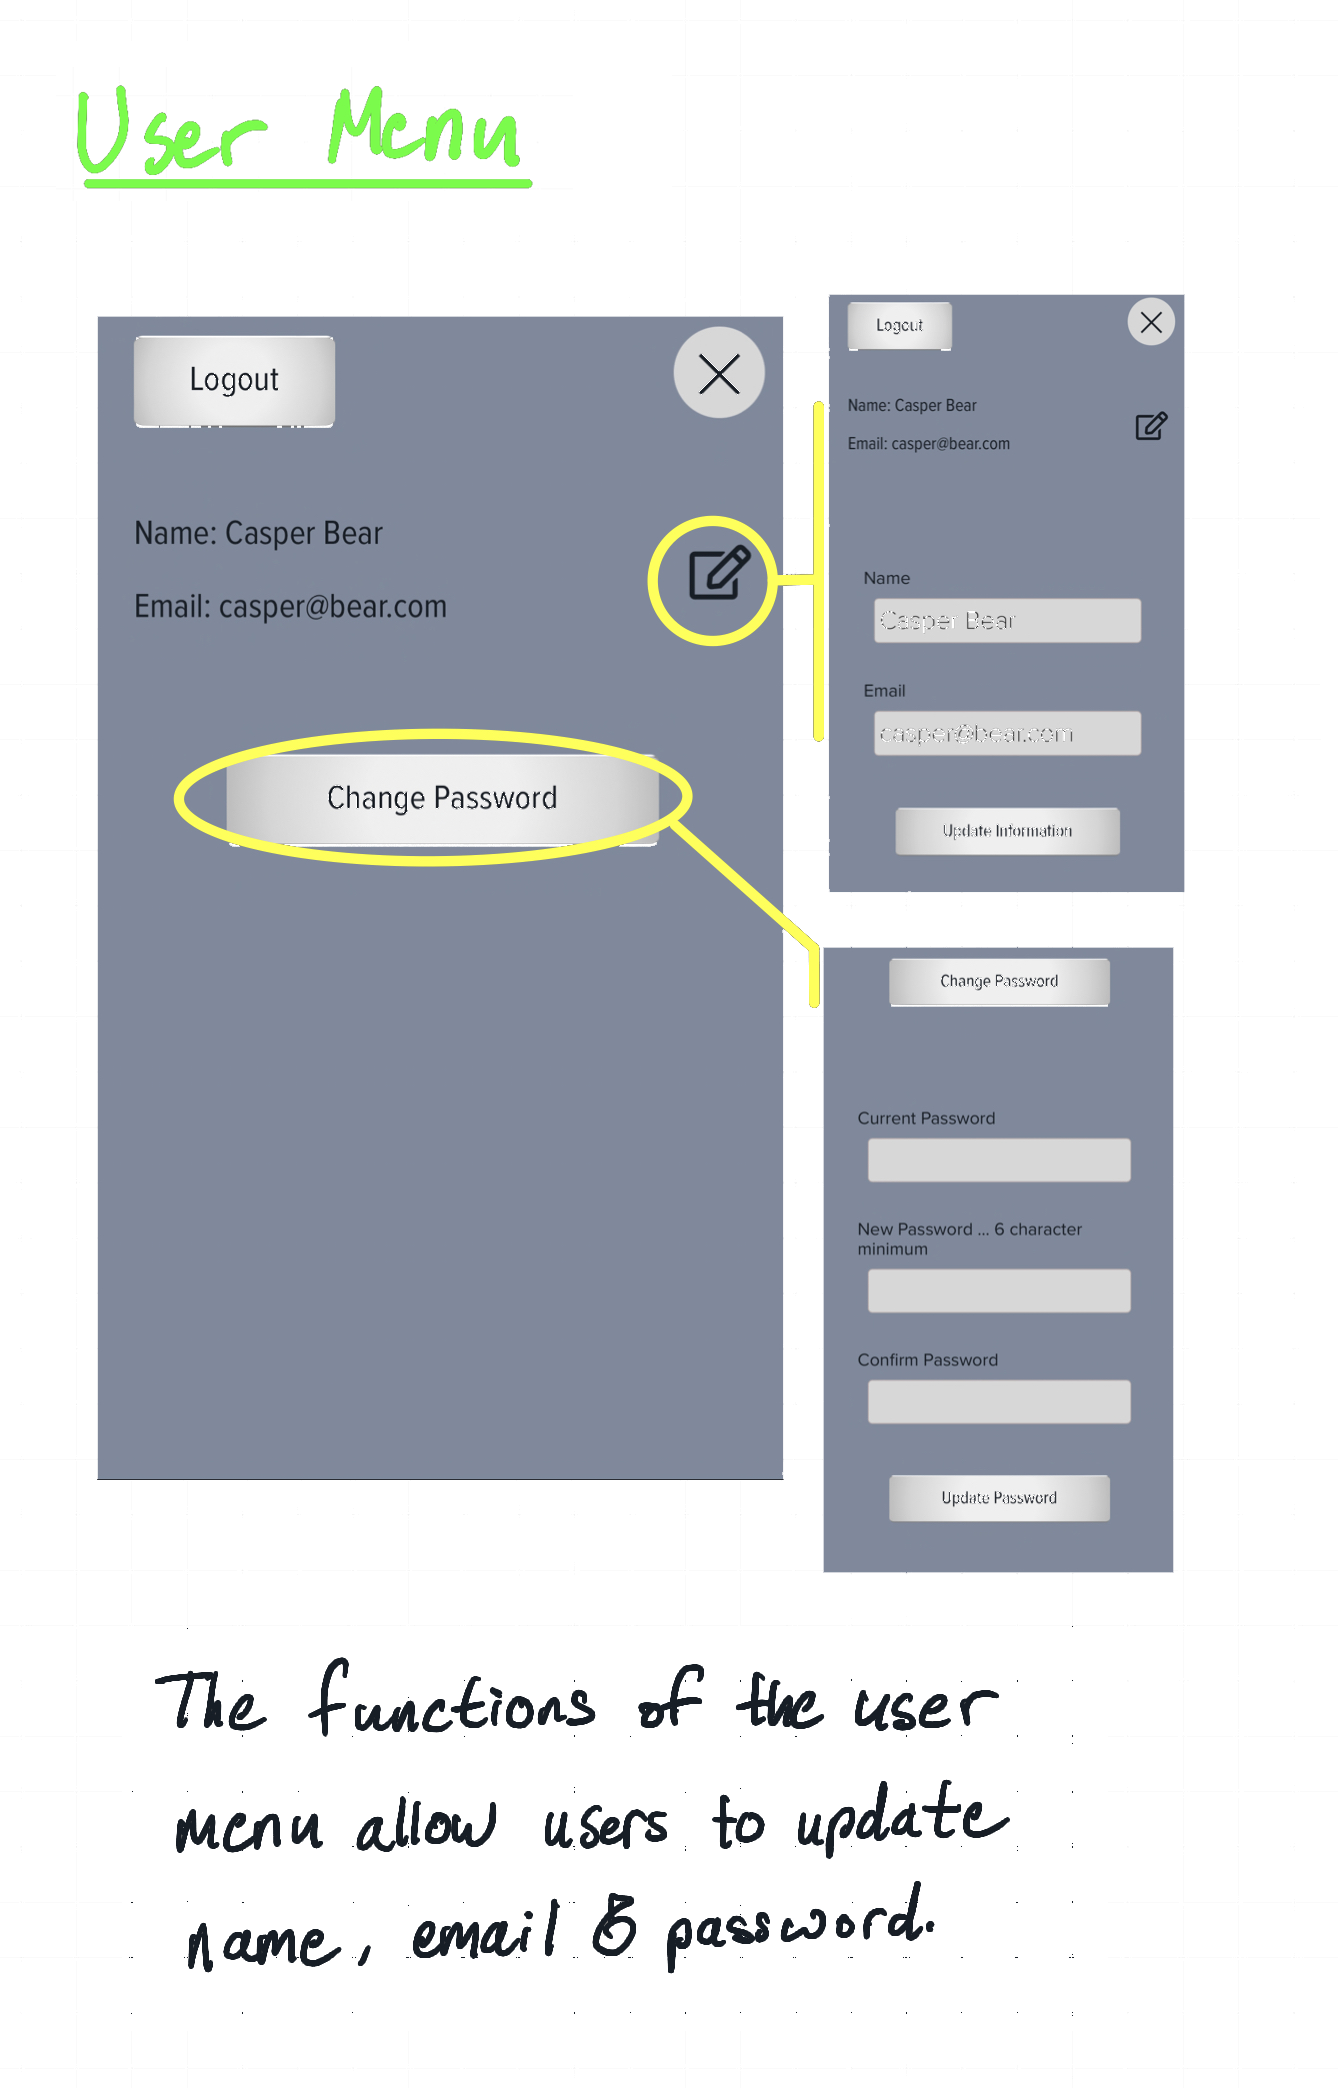 User Menu
Logout
Name: Casper Bear
Email: casper@bear.com
Change Password
Logout
Name: Casper Bear
Email: casper@bear.com
Name
Casper Bear
Email
casper@bear.com
Update Information
Change Password
Current Password
New Password ... 6 character
minimum
Confirm Password
Update Password
The functions of the user
menu allow users to update
name, email & password.